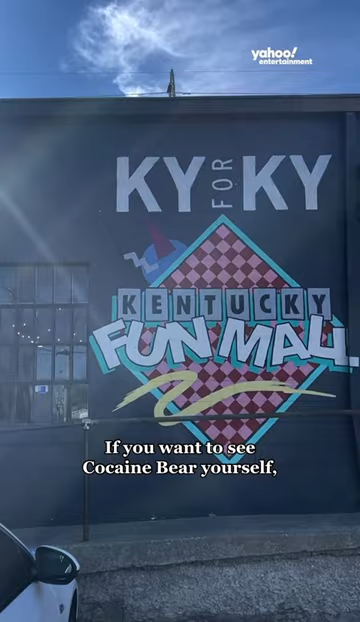 yahoo!
entertainment
KY FOR KY
KENTUCKY
FUN MALL
If you want to see
Cocaine Bear yourself,